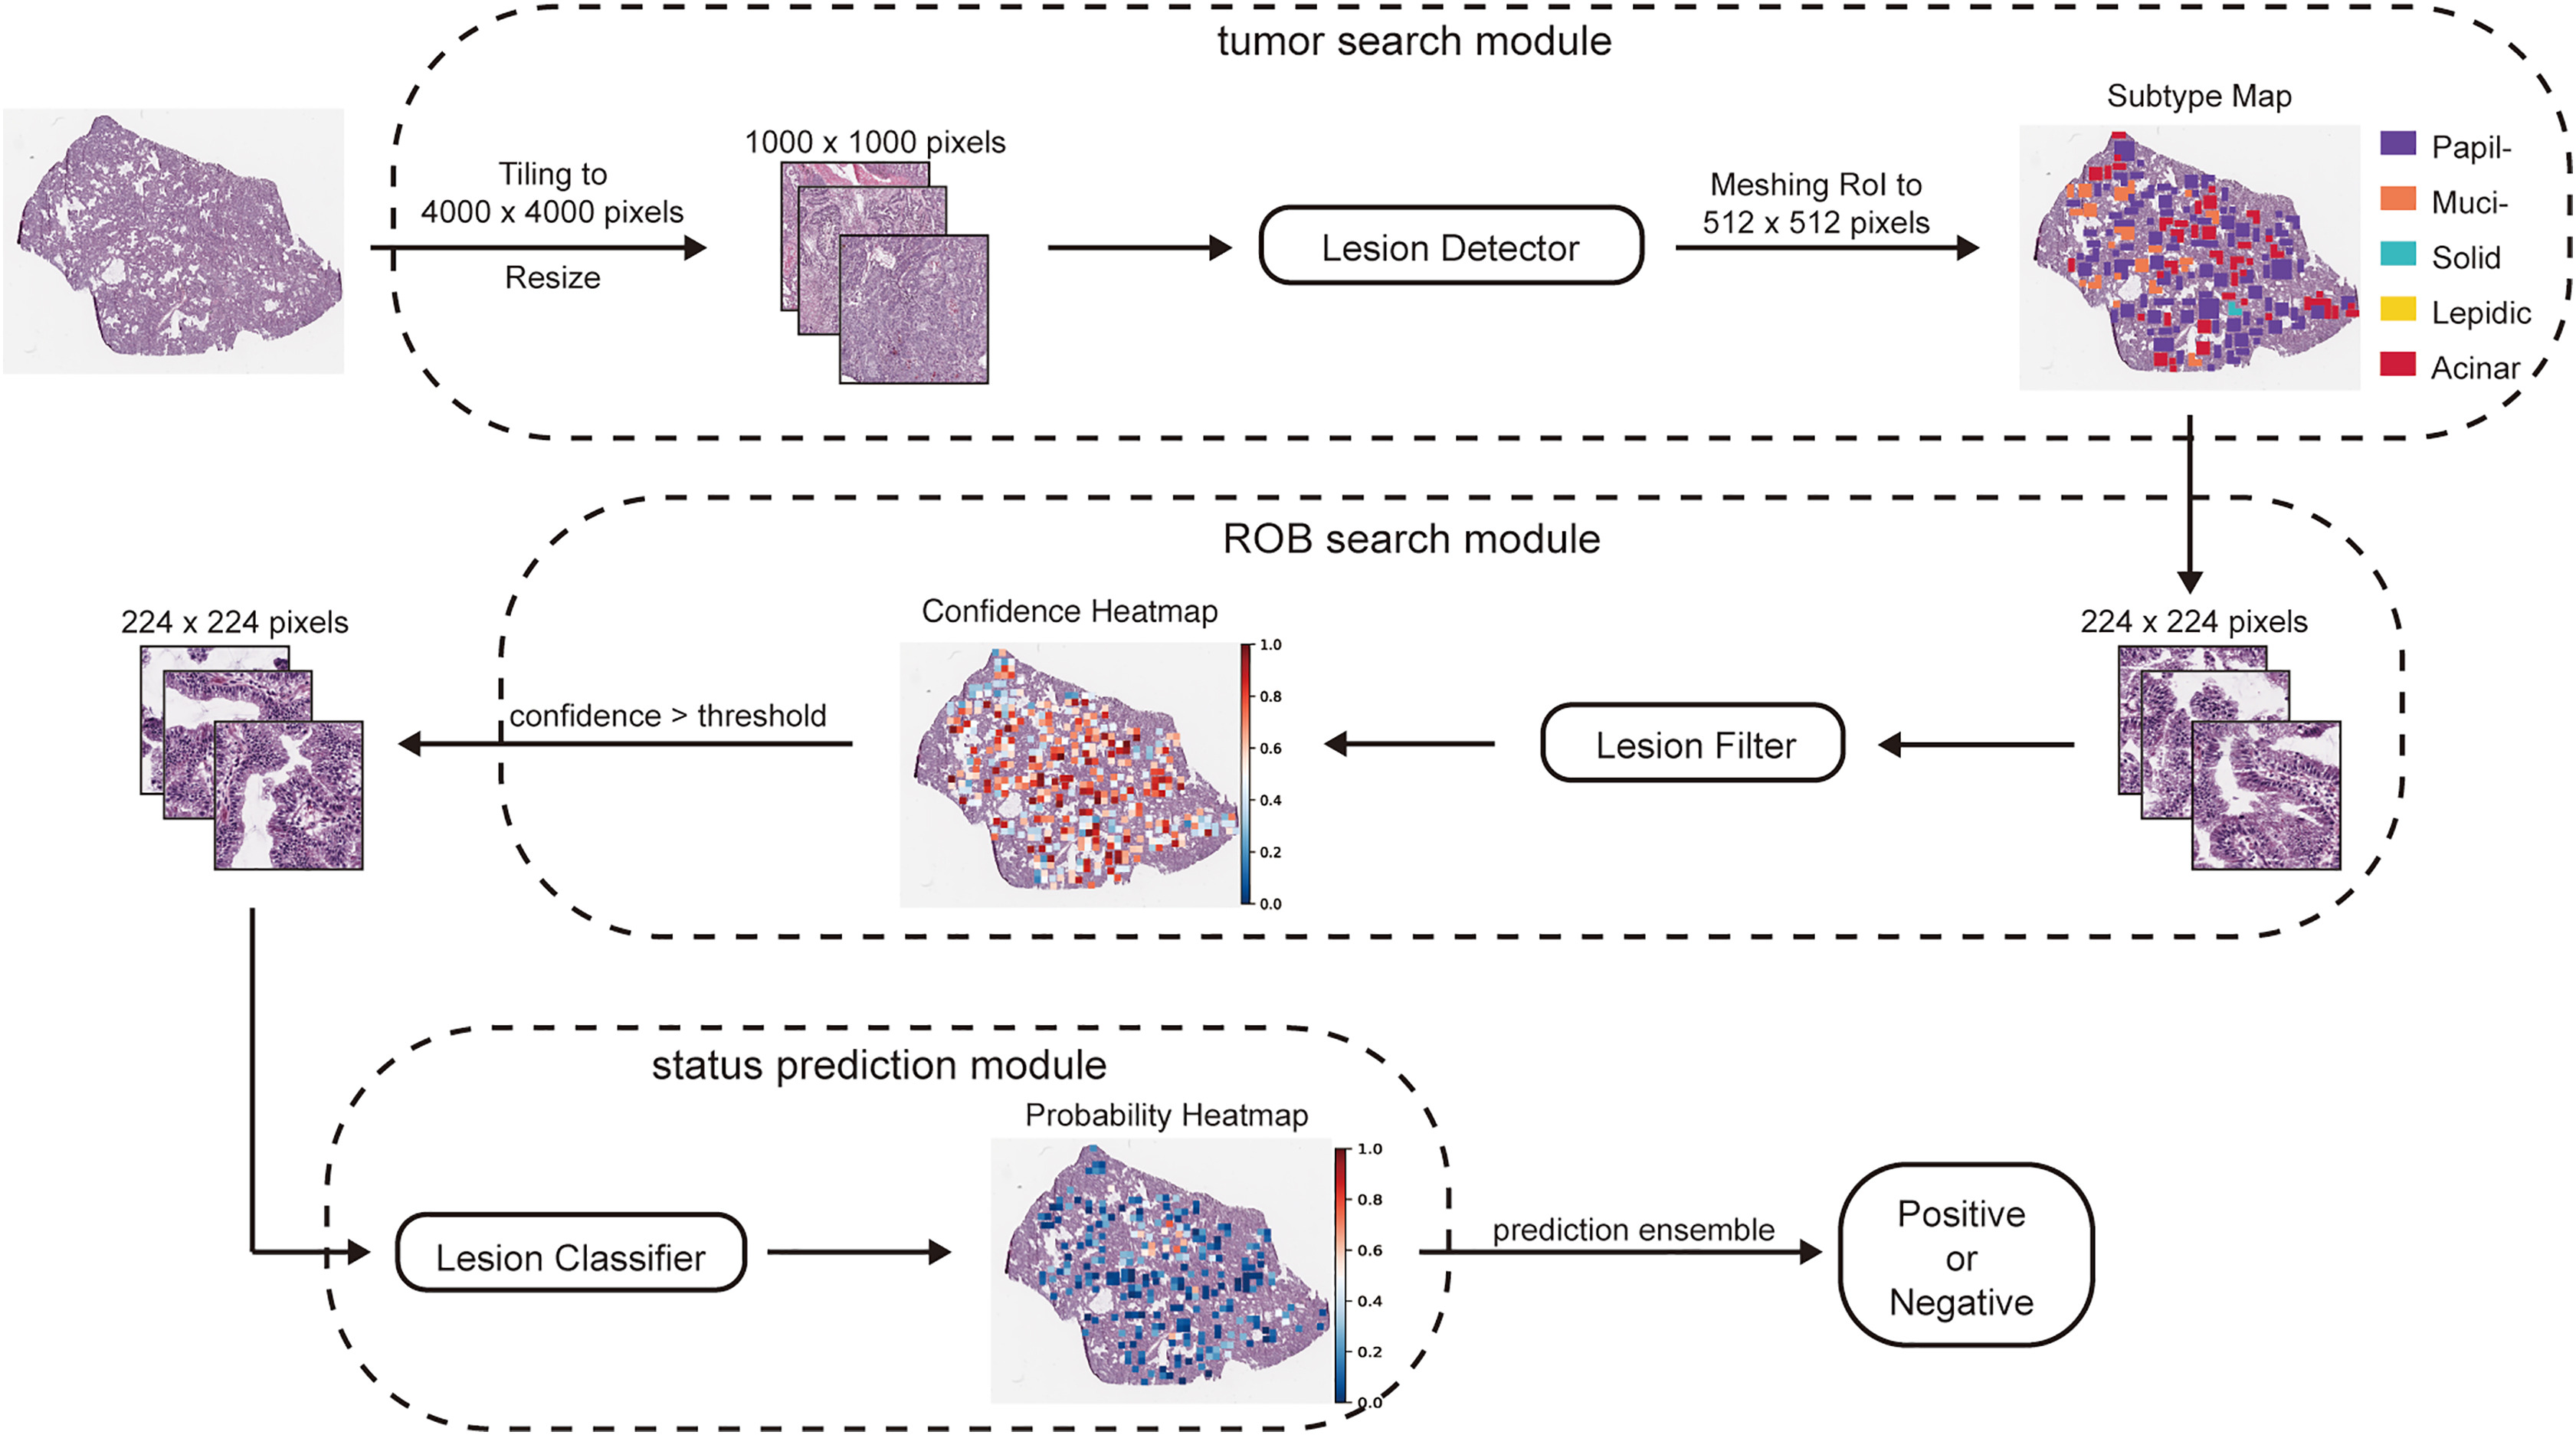 tumor search module
Tiling to
4000 x 4000 pixels
Resize
1000 x 1000 pixels
Lesion Detector
Meshing RoI to
512 x 512 pixels
Subtype Map
Papil-
Muci-
Solid
Lepidic
Acinar
ROB search module
224 x 224 pixels
Lesion Filter
Confidence Heatmap
1.0
0.8
0.6
0.4
0.2
0.0
confidence > threshold
224 x 224 pixels
status prediction module
Lesion Classifier
Probability Heatmap
1.0
0.8
0.6
0.4
0.2
0.0
prediction ensemble
Positive
or
Negative